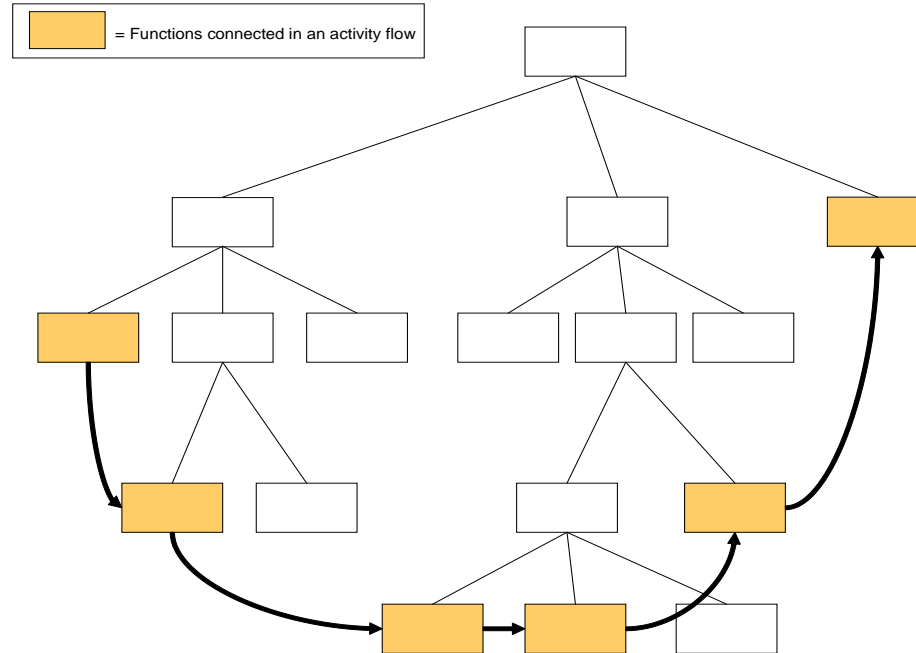 = Functions connected in an activity flow